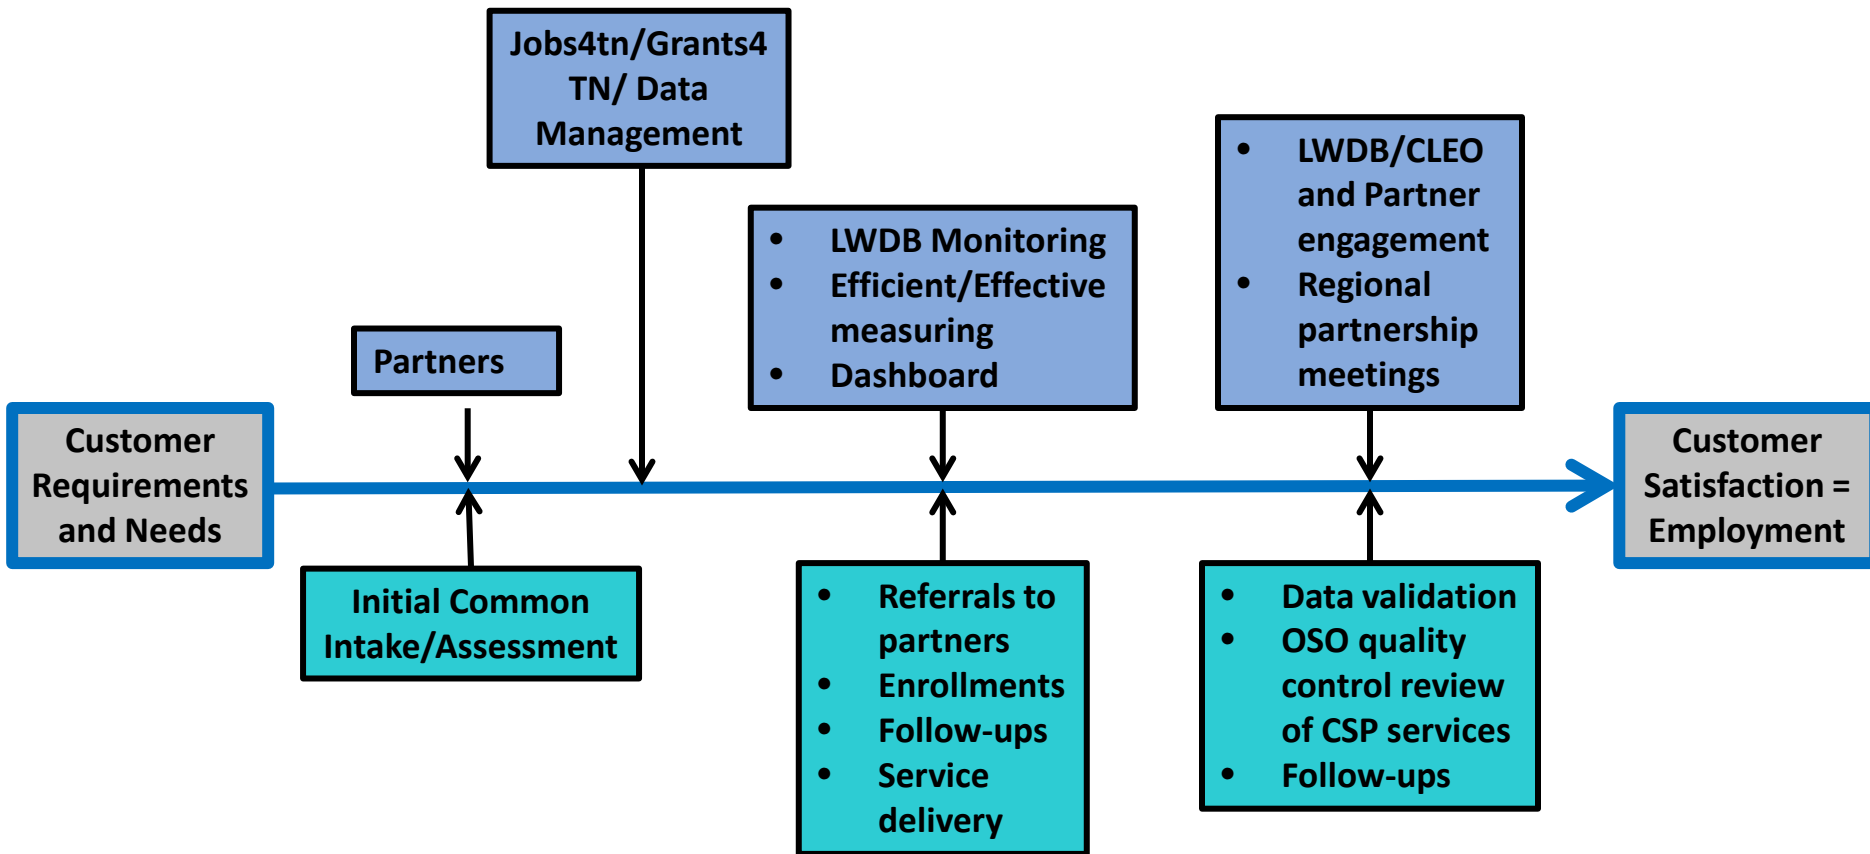 Jobs4tn/Grants4
TN/ Data
Management
• LWDB/CLEO
and Partner
engagement
• Regional
partnership
meetings
• LWDB Monitoring
• Efficient/Effective
measuring
• Dashboard
Partners
Customer
Requirements
and Needs
Customer
Satisfaction =
Employment
Initial Common
Intake/Assessment
• Referrals to
partners
• Enrollments
• Follow-ups
• Service
delivery
• Data validation
• OSO quality
control review
of CSP services
• Follow-ups